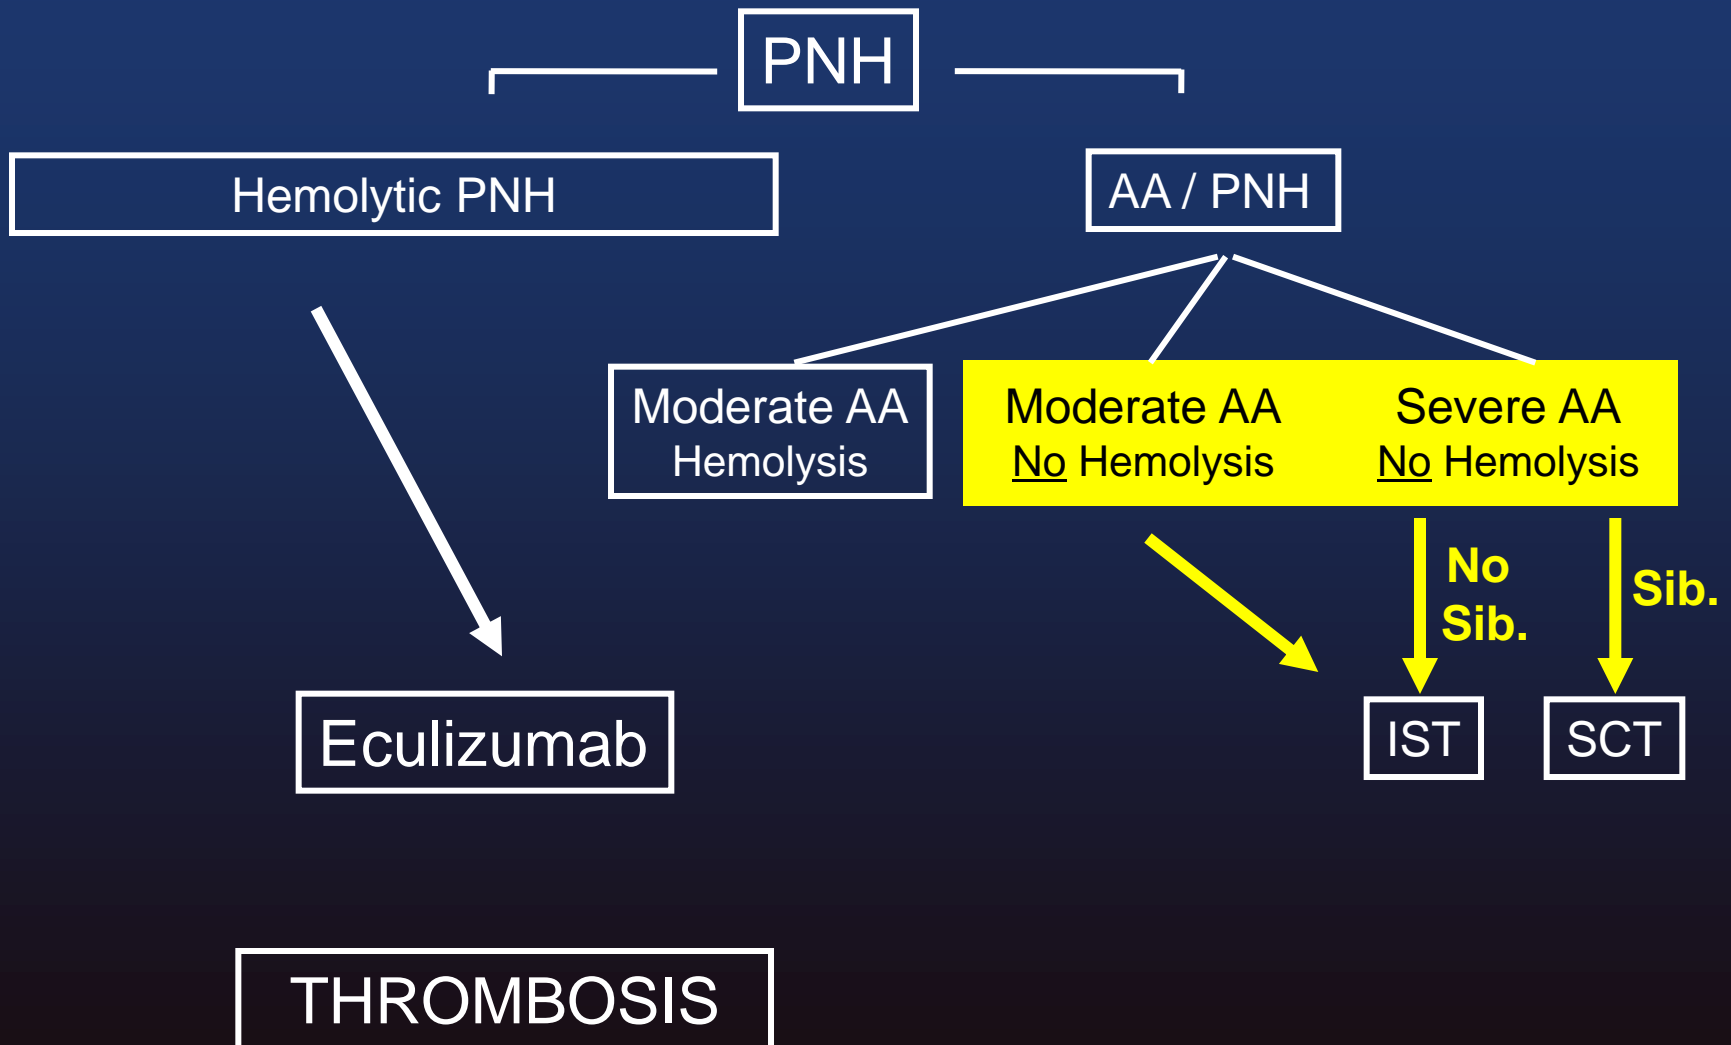 PNH
Hemolytic PNH
AA / PNH
Moderate AA
Hemolysis
Moderate AA
No Hemolysis
Severe AA
No Hemolysis
No
Sib.
Sib.
Eculizumab
IST
SCT
THROMBOSIS